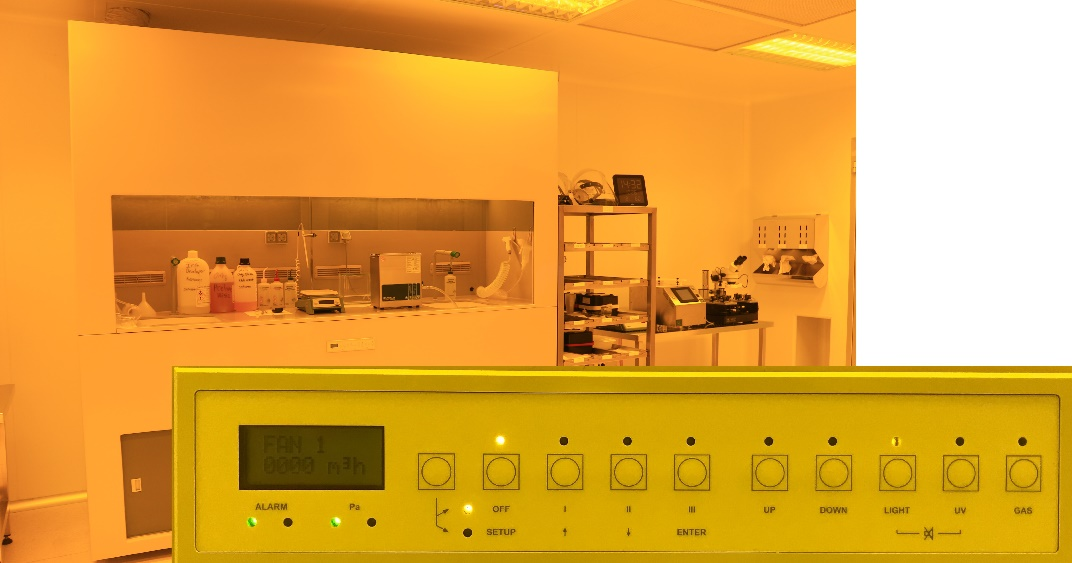 FAN 1
0000 m³h
ALARM
Pa
OFF
I
II
III
UP
DOWN
LIGHT
UV
GAS
SETUP
ENTER